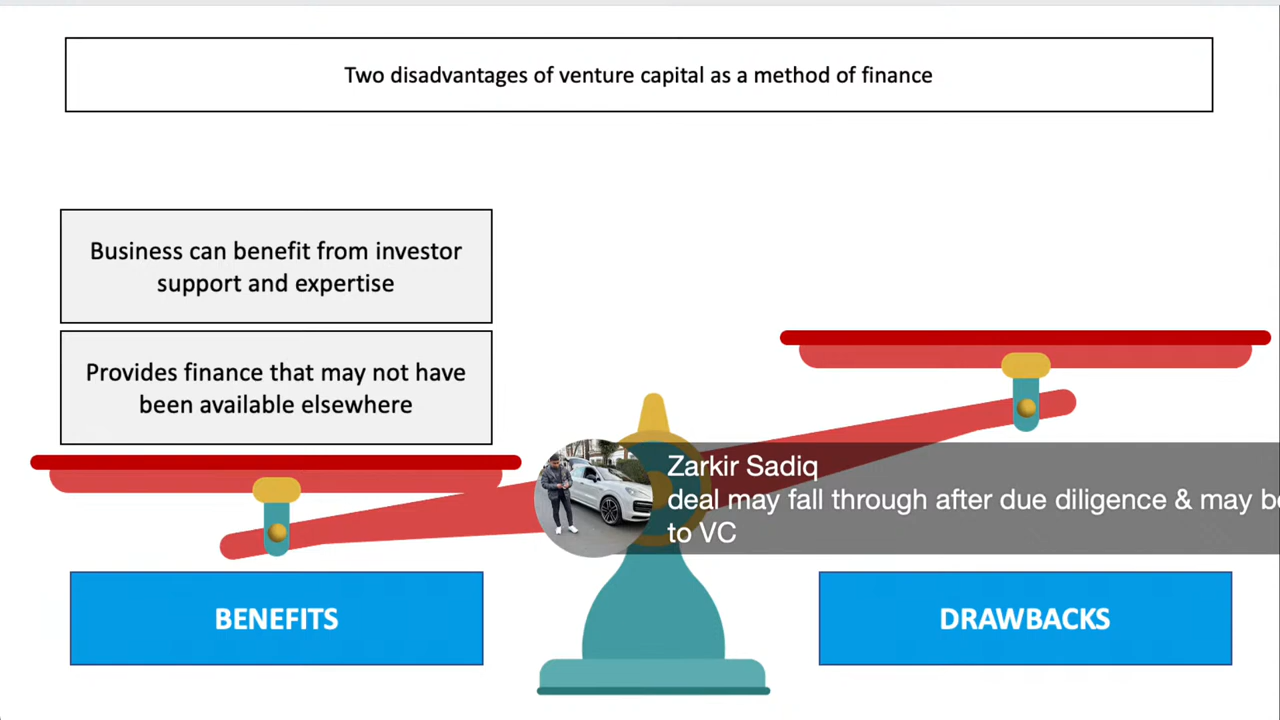 Two disadvantages of venture capital as a method of finance
Business can benefit from investor
support and expertise
Provides finance that may not have
been available elsewhere
Zarkir Sadiq
deal may fall through after due diligence & may
to VC
BENEFITS
DRAWBACKS